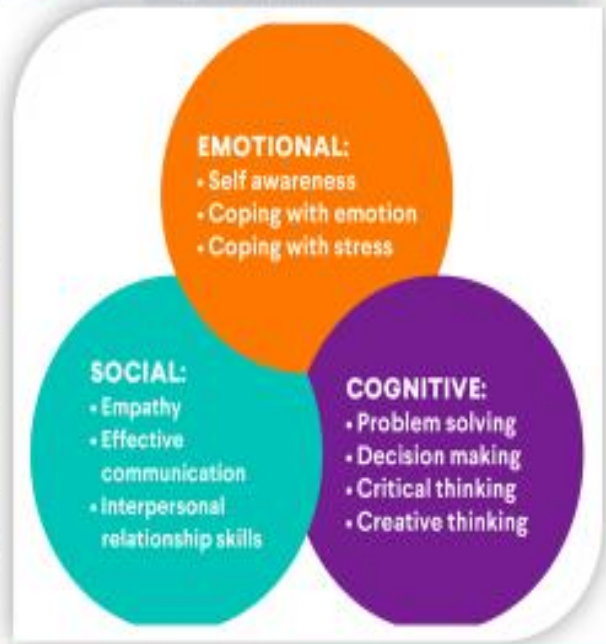 EMOTIONAL:
• Self awareness
• Coping with emotion
• Coping with stress
SOCIAL:
• Empathy
• Effective
communication
• Interpersonal
relationship skills
COGNITIVE:
• Problem solving
• Decision making
• Critical thinking
• Creative thinking